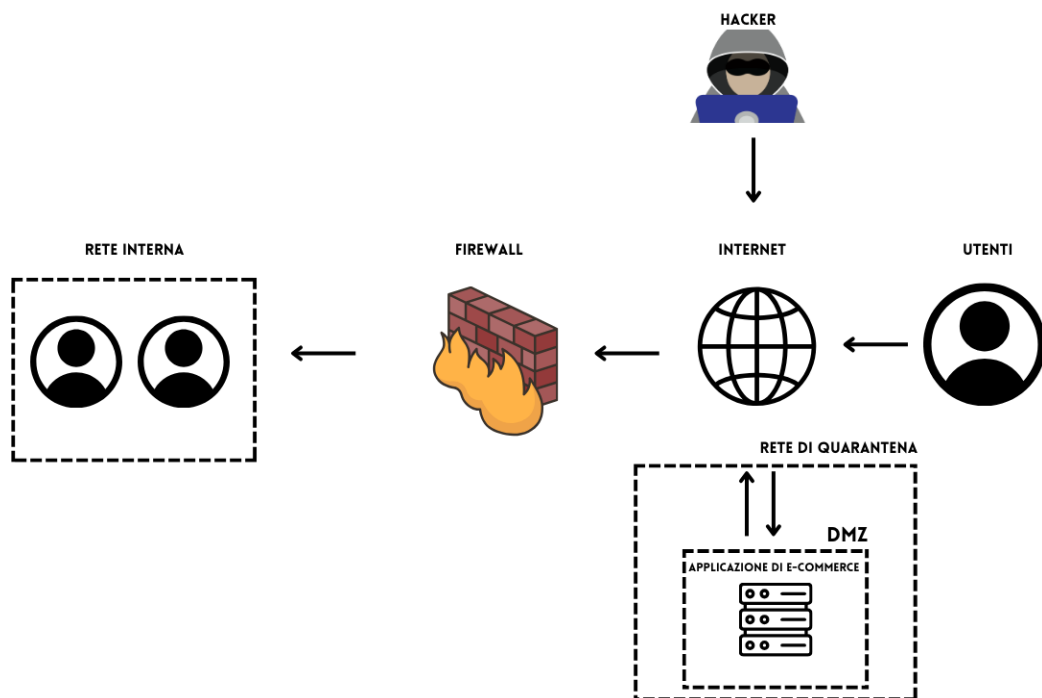 HACKER
RETE INTERNA
FIREWALL
INTERNET
UTENTI
RETE DI QUARANTENA
DMZ
APPLICAZIONE DI E-COMMERCE